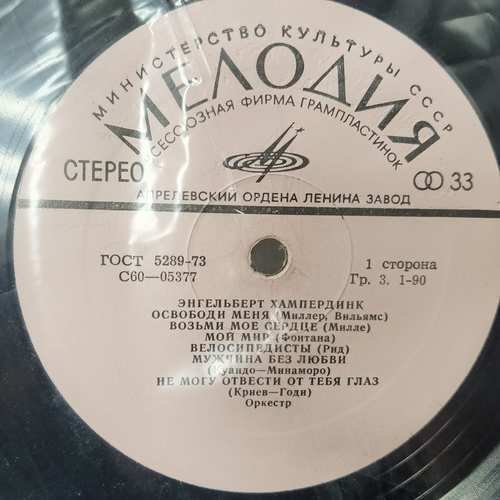 МИНИСТЕРСТВО КУЛЬТУРЫ СССР
МЕЛОДИЯ
ВСЕСОЮЗНАЯ ФИРМА ГРАМПЛАСТИНОК
СТЕРЕО
33
АПРЕЛЕВСКИЙ ОРДЕНА ЛЕНИНА ЗАВОД
ГОСТ 5289-73
С60—05377
1 сторона
Гр. 3. 1-90
ЭНГЕЛЬБЕРТ ХАМПЕРДИНК
ОСВОБОДИ МЕНЯ (Миллер, Вильямс)
ВОЗЬМИ МОЕ СЕРДЦЕ (Милле)
МОЙ МИР (Фонтана)
ВЕЛОСИПЕДИСТЫ (Рид)
МУЖЧИНА БЕЗ ЛЮБВИ
(Куандо—Минаморо)
НЕ МОГУ ОТВЕСТИ ОТ ТЕБЯ ГЛАЗ
(Криев—Годи)
Оркестр